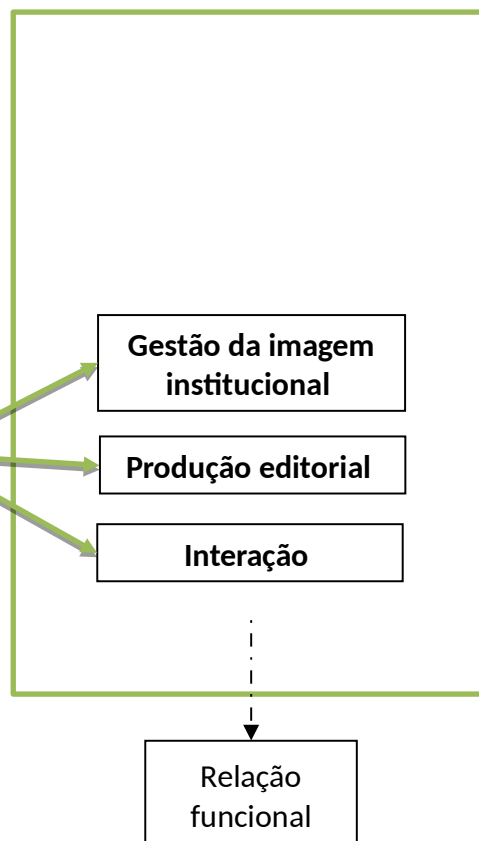 Gestão da imagem
institucional
Produção editorial
Interação
Relação
funcional